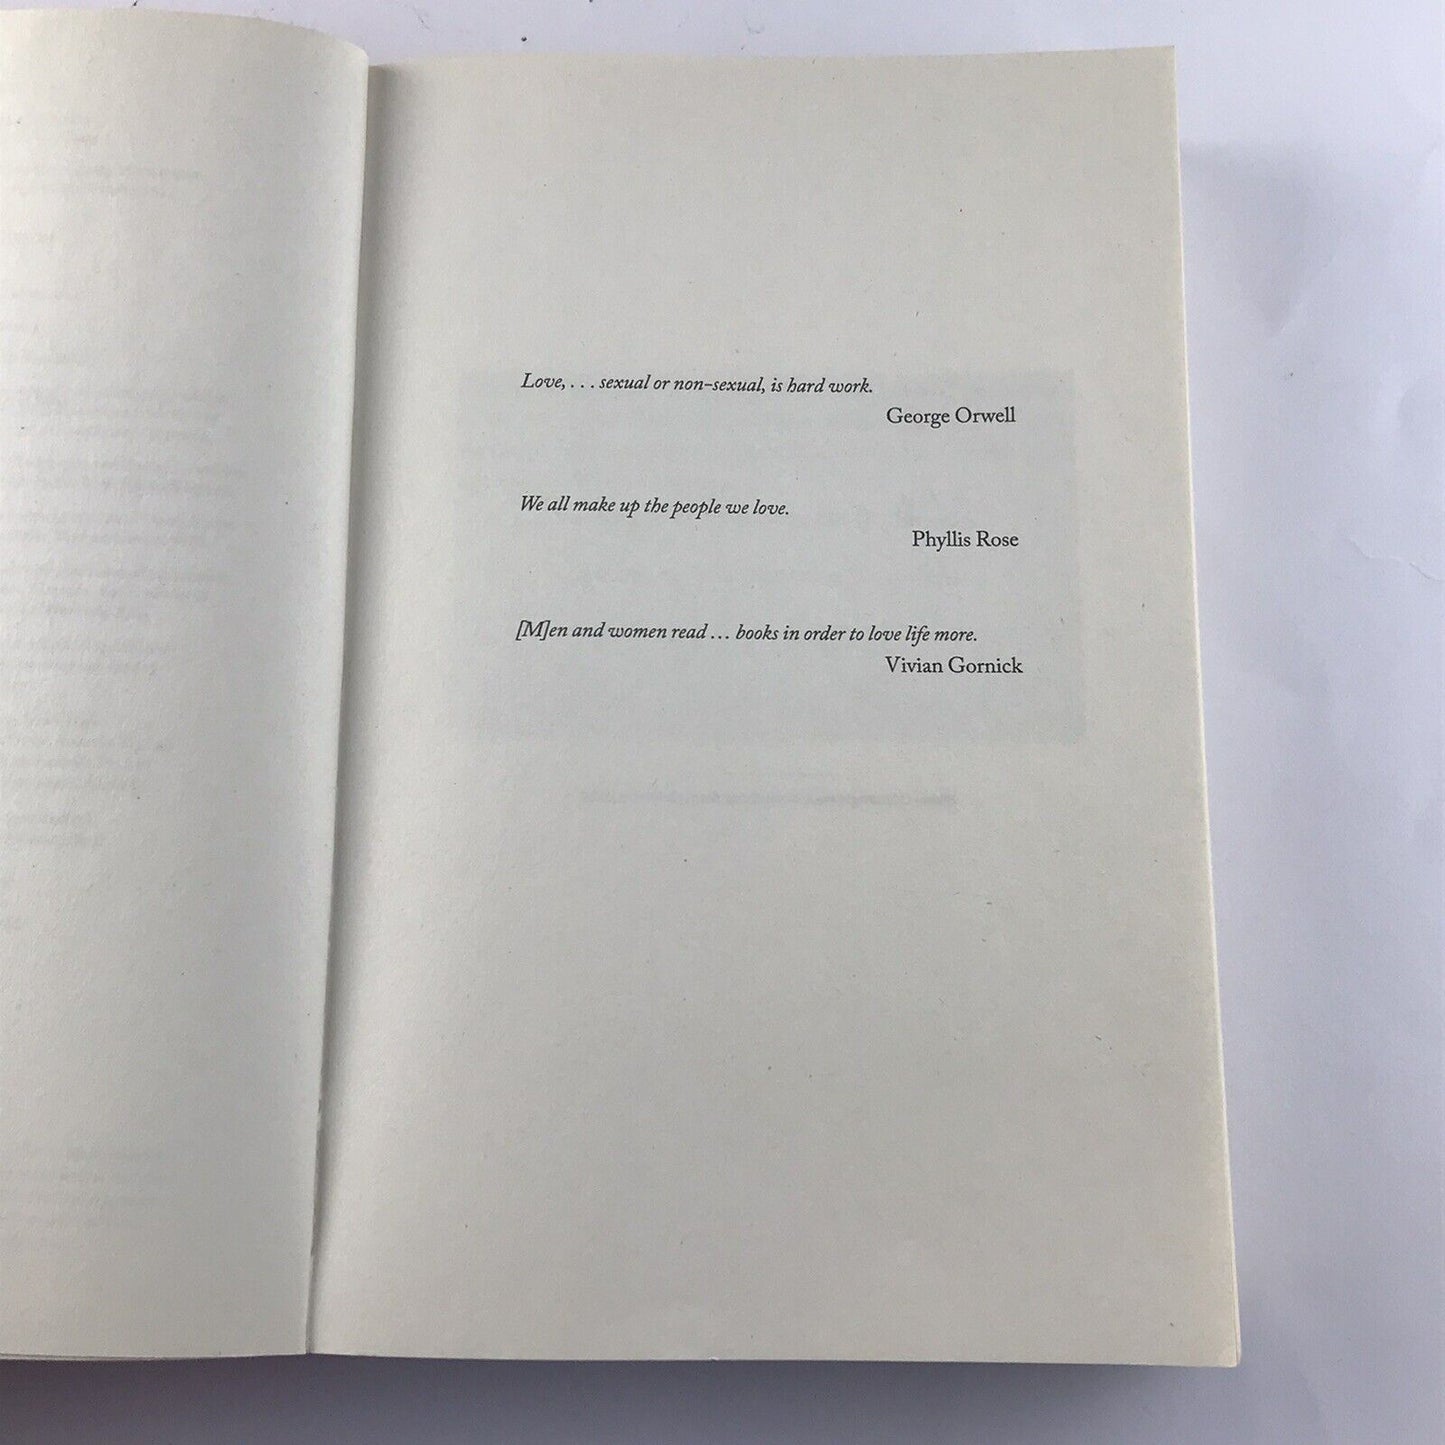 Love, . . . sexual or non-sexual, is hard work.
George Orwell
We all make up the people we love.
Phyllis Rose
[M]en and women read ... books in order to love life more.
Vivian Gornick